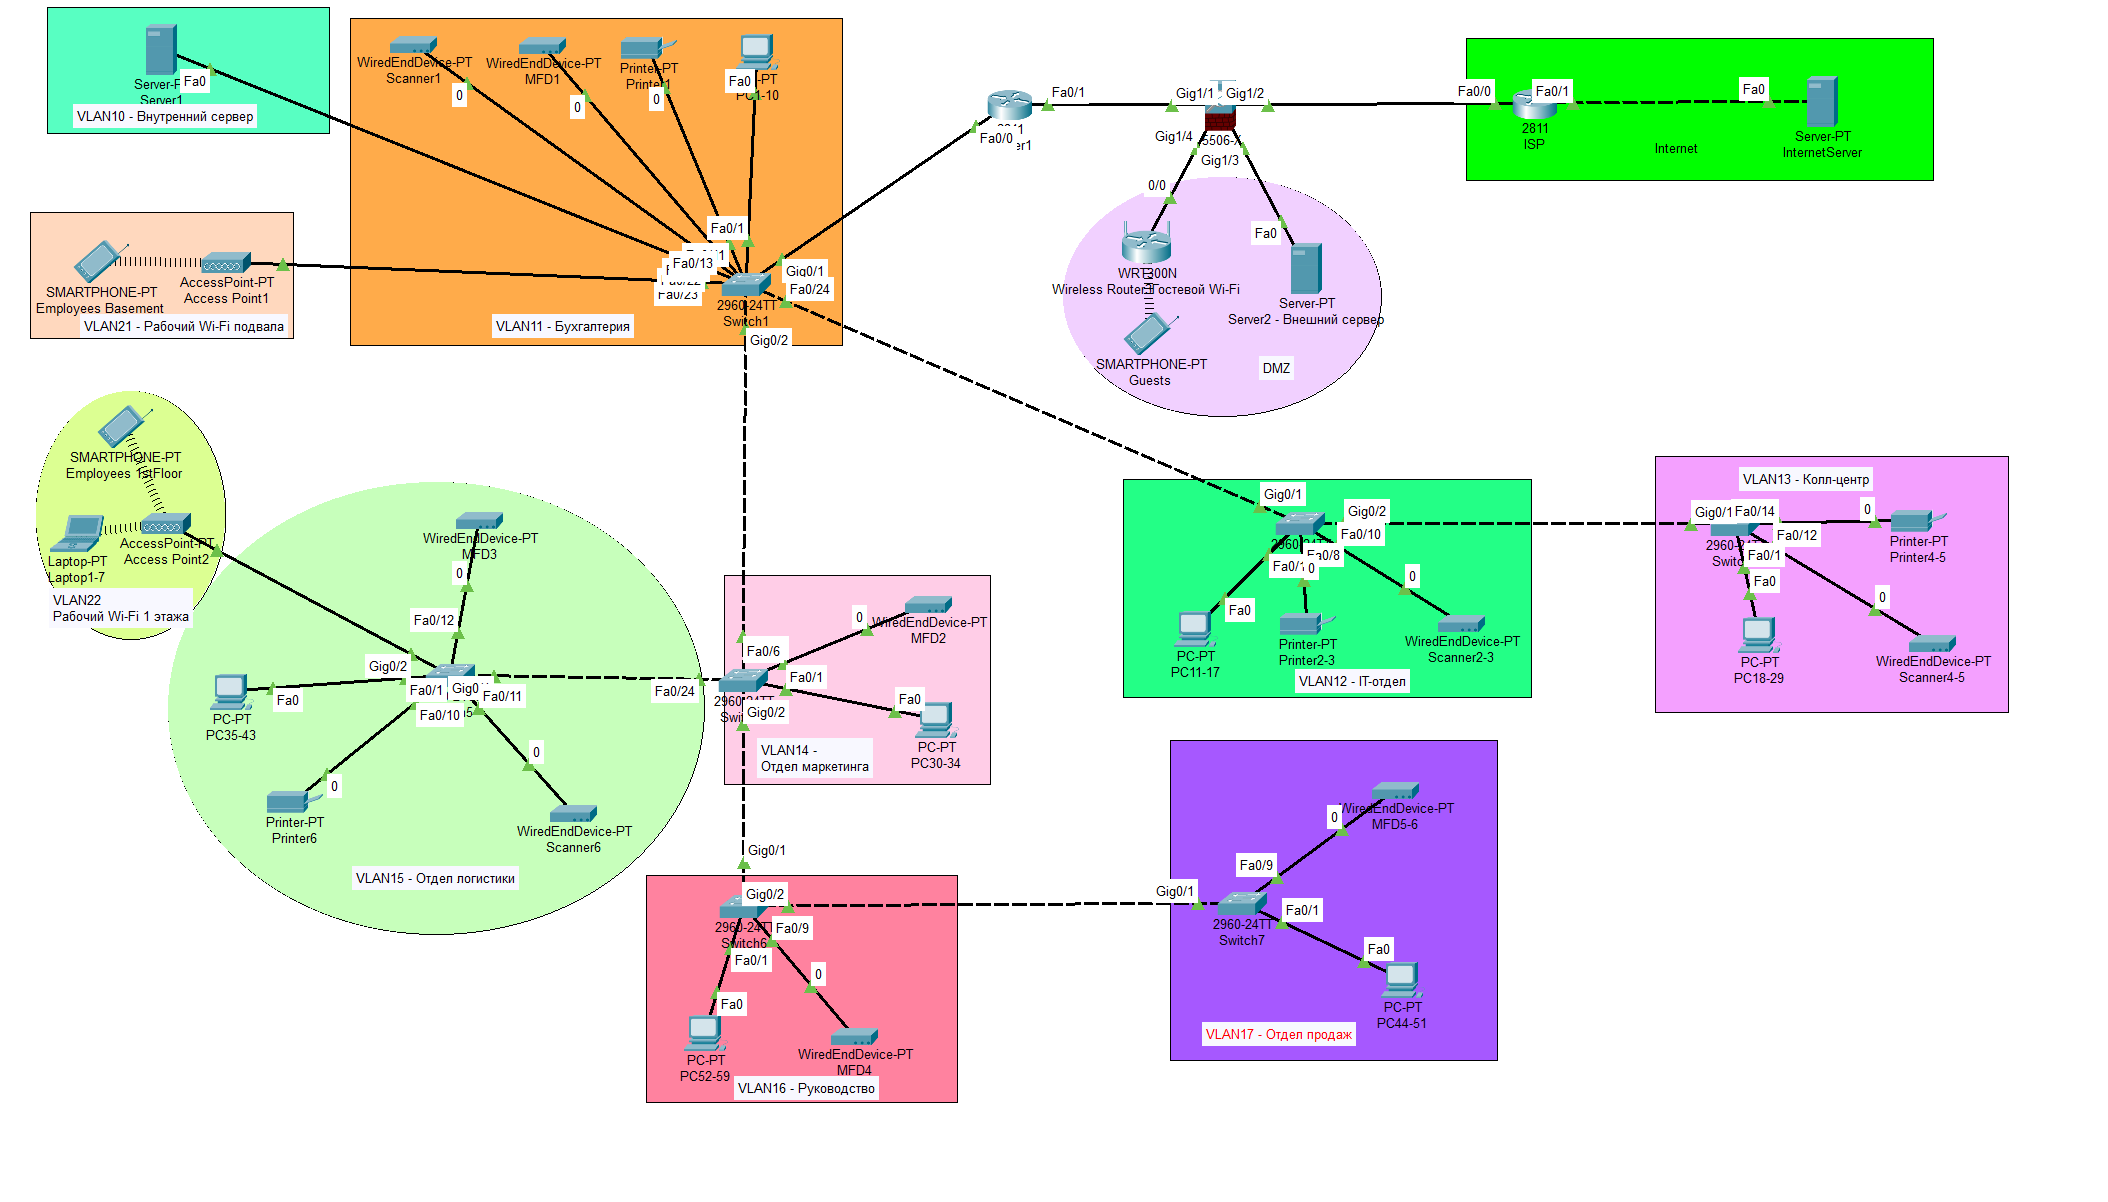 Server-P
Server1
Fa0
VLAN10 - Внутренний сервер
WiredEndDevice-PT
Scanner1
0
WiredEndDevice-PT
MFD1
0
Printer-PT
Printer1
0
Fa0
-PT
PC1-10
Fa0/1
Fa0/13
Fa0/22
Fa0/23
Gig0/1
Fa0/24
2960-24TT
Switch1
Gig0/2
VLAN11 - Бухгалтерия
SMARTPHONE-PT
Employees Basement
AccessPoint-PT
Access Point1
VLAN21 - Рабочий Wi-Fi подвала
Fa0/1
Fa0/0
2811
er1
Gig1/1
Gig1/2
Gig1/4
5506-X
Gig1/3
0/0
Fa0
WRT300N
Wireless Router Гостевой Wi-Fi
Server-PT
Server2 - Внешний сервер
SMARTPHONE-PT
Guests
DMZ
Fa0/0
Fa0/1
Fa0
2811
ISP
Internet
Server-PT
InternetServer
SMARTPHONE-PT
Employees 1stFloor
AccessPoint-PT
Access Point2
Laptop-PT
Laptop1-7
VLAN22
Рабочий Wi-Fi 1 этажа
WiredEndDevice-PT
MFD3
0
Fa0/12
Gig0/2
Fa0/1
Gig0/
Fa0/11
Fa0/10
Fa0
PC-PT
PC35-43
0
Printer-PT
Printer6
0
WiredEndDevice-PT
Scanner6
VLAN15 - Отдел логистики
Fa0/24
0
WiredEndDevice-PT
MFD2
Fa0/6
Fa0/1
2960-24TT
Gig0/2
Fa0
PC-PT
PC30-34
VLAN14 -
Отдел маркетинга
Gig0/1
Gig0/2
2960-24TT
Switch6
Fa0/9
Fa0/1
Fa0
0
PC-PT
PC52-59
WiredEndDevice-PT
MFD4
VLAN16 - Руководство
Gig0/1
Gig0/2
Fa0/10
Fa0/8
Fa0/1
0
0
Fa0
PC-PT
PC11-17
Printer-PT
Printer2-3
WiredEndDevice-PT
Scanner2-3
VLAN12 - IT-отдел
VLAN13 - Колл-центр
Gig0/1
Fa0/14
0
Fa0/12
Fa0/1
Fa0
Printer-PT
Printer4-5
0
PC-PT
PC18-29
WiredEndDevice-PT
Scanner4-5
WiredEndDevice-PT
MFD5-6
0
Fa0/9
Gig0/1
Fa0/1
2960-24TT
Switch7
Fa0
PC-PT
PC44-51
VLAN17 - Отдел продаж